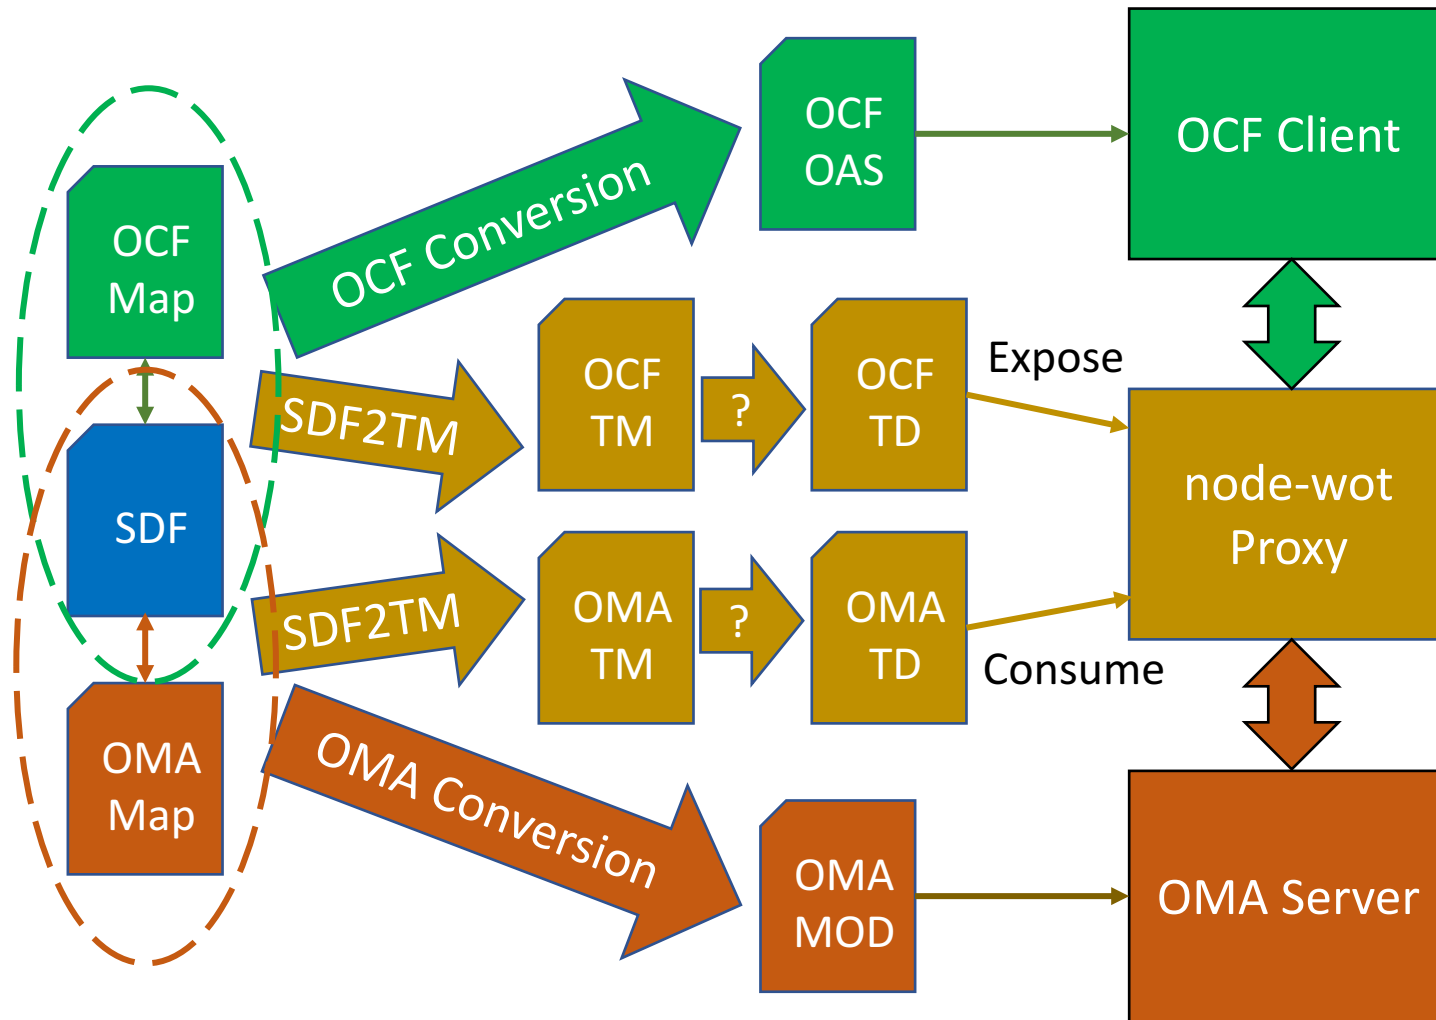 OCF
Map
SDF
OMA
Map
OCF Conversion
SDF2TM
SDF2TM
OMA Conversion
OCF
OAS
OCF
TM
?
OCF
TD
OMA
TM
?
OMA
TD
OMA
MOD
Expose
Consume
OCF Client
node-wot
Proxy
OMA Server